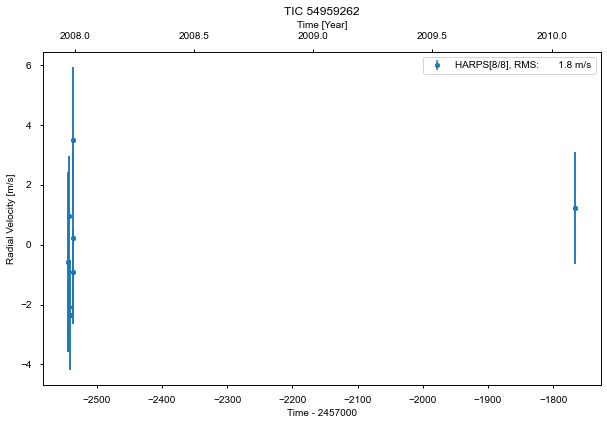 TIC 54959262
Time [Year]
2008.0 2008.5 2009.0 2009.5 2010.0
HARPS[8/8], RMS: 1.8 m/s
6
4
2
0
−2
−4
Radial Velocity [m/s]
−2500 −2400 −2300 −2200 −2100 −2000 −1900 −1800
Time - 2457000